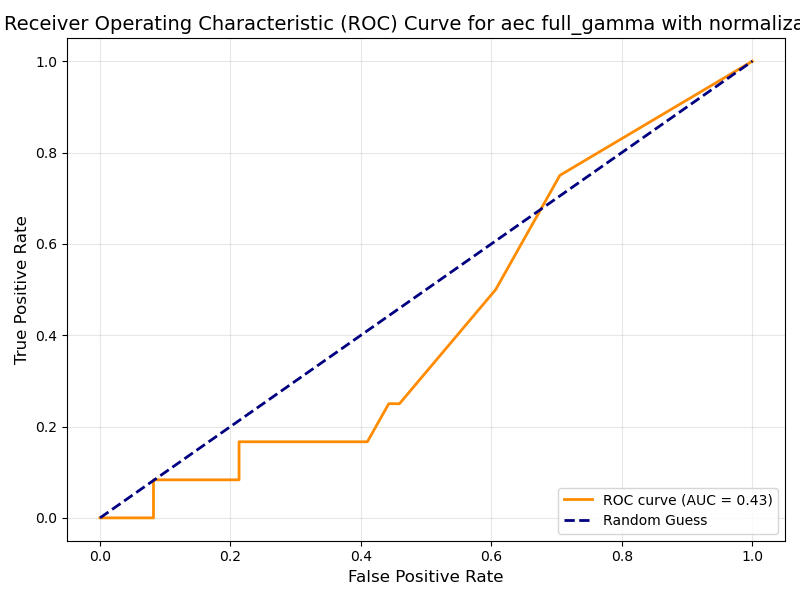 Receiver Operating Characteristic (ROC) Curve for aec full_gamma with normaliza
1.0
0.8
0.6
0.4
0.2
0.0
True Positive Rate
0.0 0.2 0.4 0.6 0.8 1.0
False Positive Rate
ROC curve (AUC = 0.43)
Random Guess